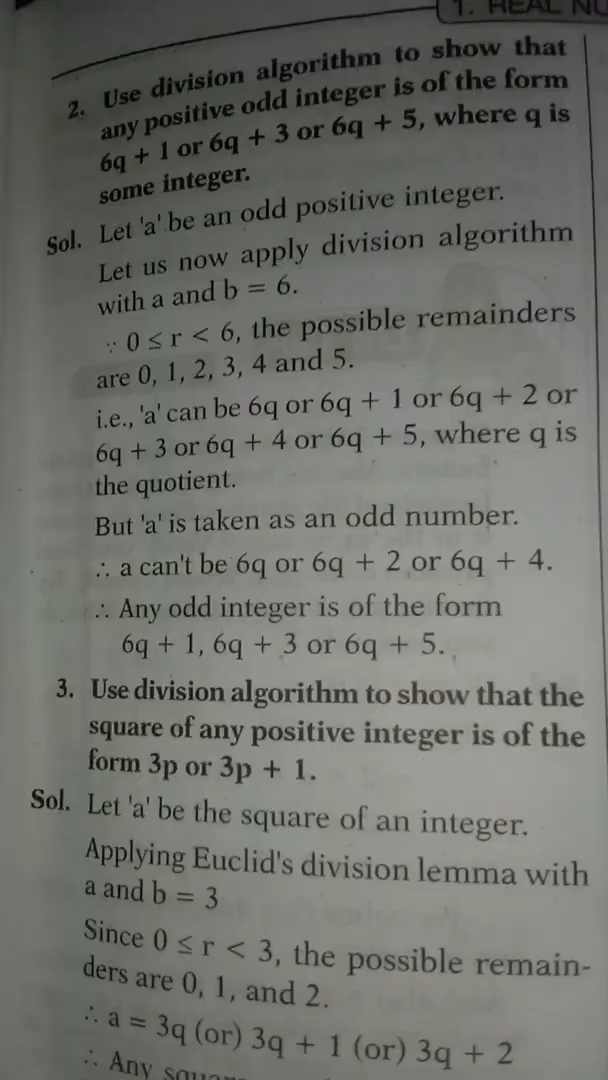 1. REAL NU
2. Use division algorithm to show that
any positive odd integer is of the form
6q + 1 or 6q + 3 or 6q + 5, where q is
some integer.
Sol. Let 'a' be an odd positive integer.
Let us now apply division algorithm
with a and b = 6.
∵ 0 ≤ r < 6, the possible remainders
are 0, 1, 2, 3, 4 and 5.
i.e., 'a' can be 6q or 6q + 1 or 6q + 2 or
6q + 3 or 6q + 4 or 6q + 5, where q is
the quotient.
But 'a' is taken as an odd number.
∴ a can't be 6q or 6q + 2 or 6q + 4.
∴ Any odd integer is of the form
6q + 1, 6q + 3 or 6q + 5.
3. Use division algorithm to show that the
square of any positive integer is of the
form 3p or 3p + 1.
Sol. Let 'a' be the square of an integer.
Applying Euclid's division lemma with
a and b = 3
Since 0 ≤ r < 3, the possible remain-
ders are 0, 1, and 2.
∴ a = 3q (or) 3q + 1 (or) 3q + 2
∴ Any